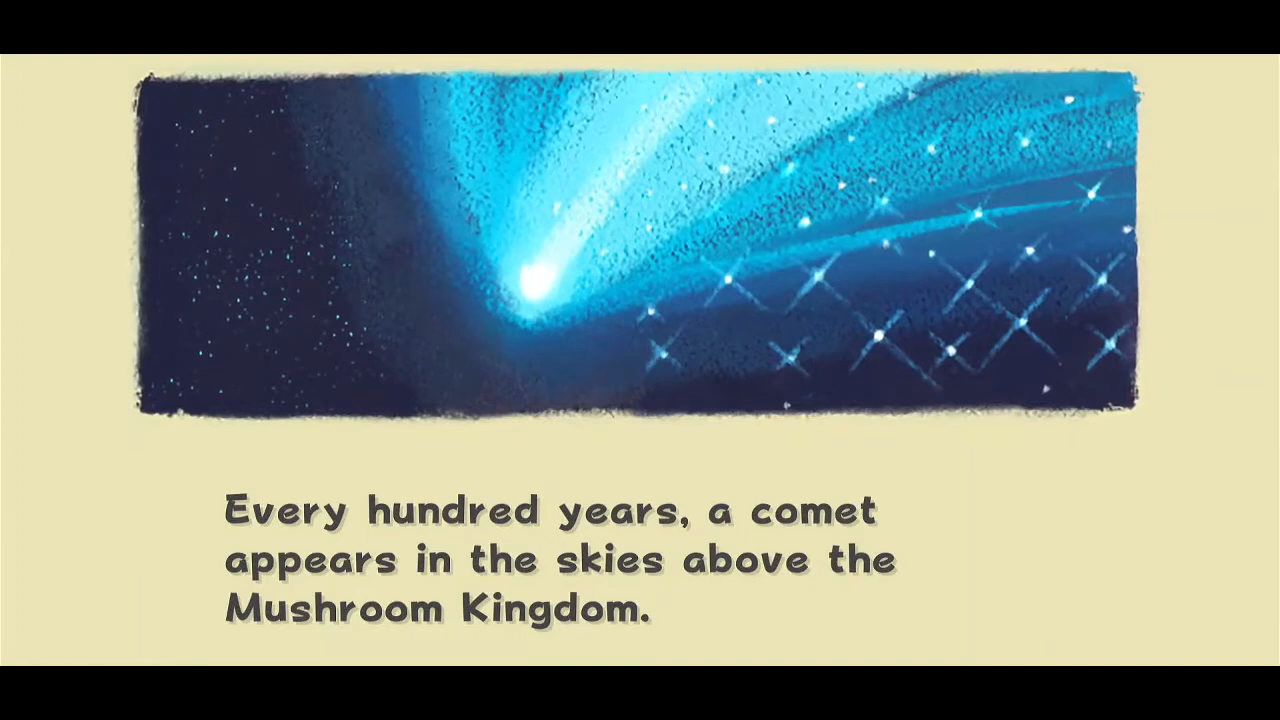 Every hundred years, a comet
appears in the skies above the
Mushroom Kingdom.